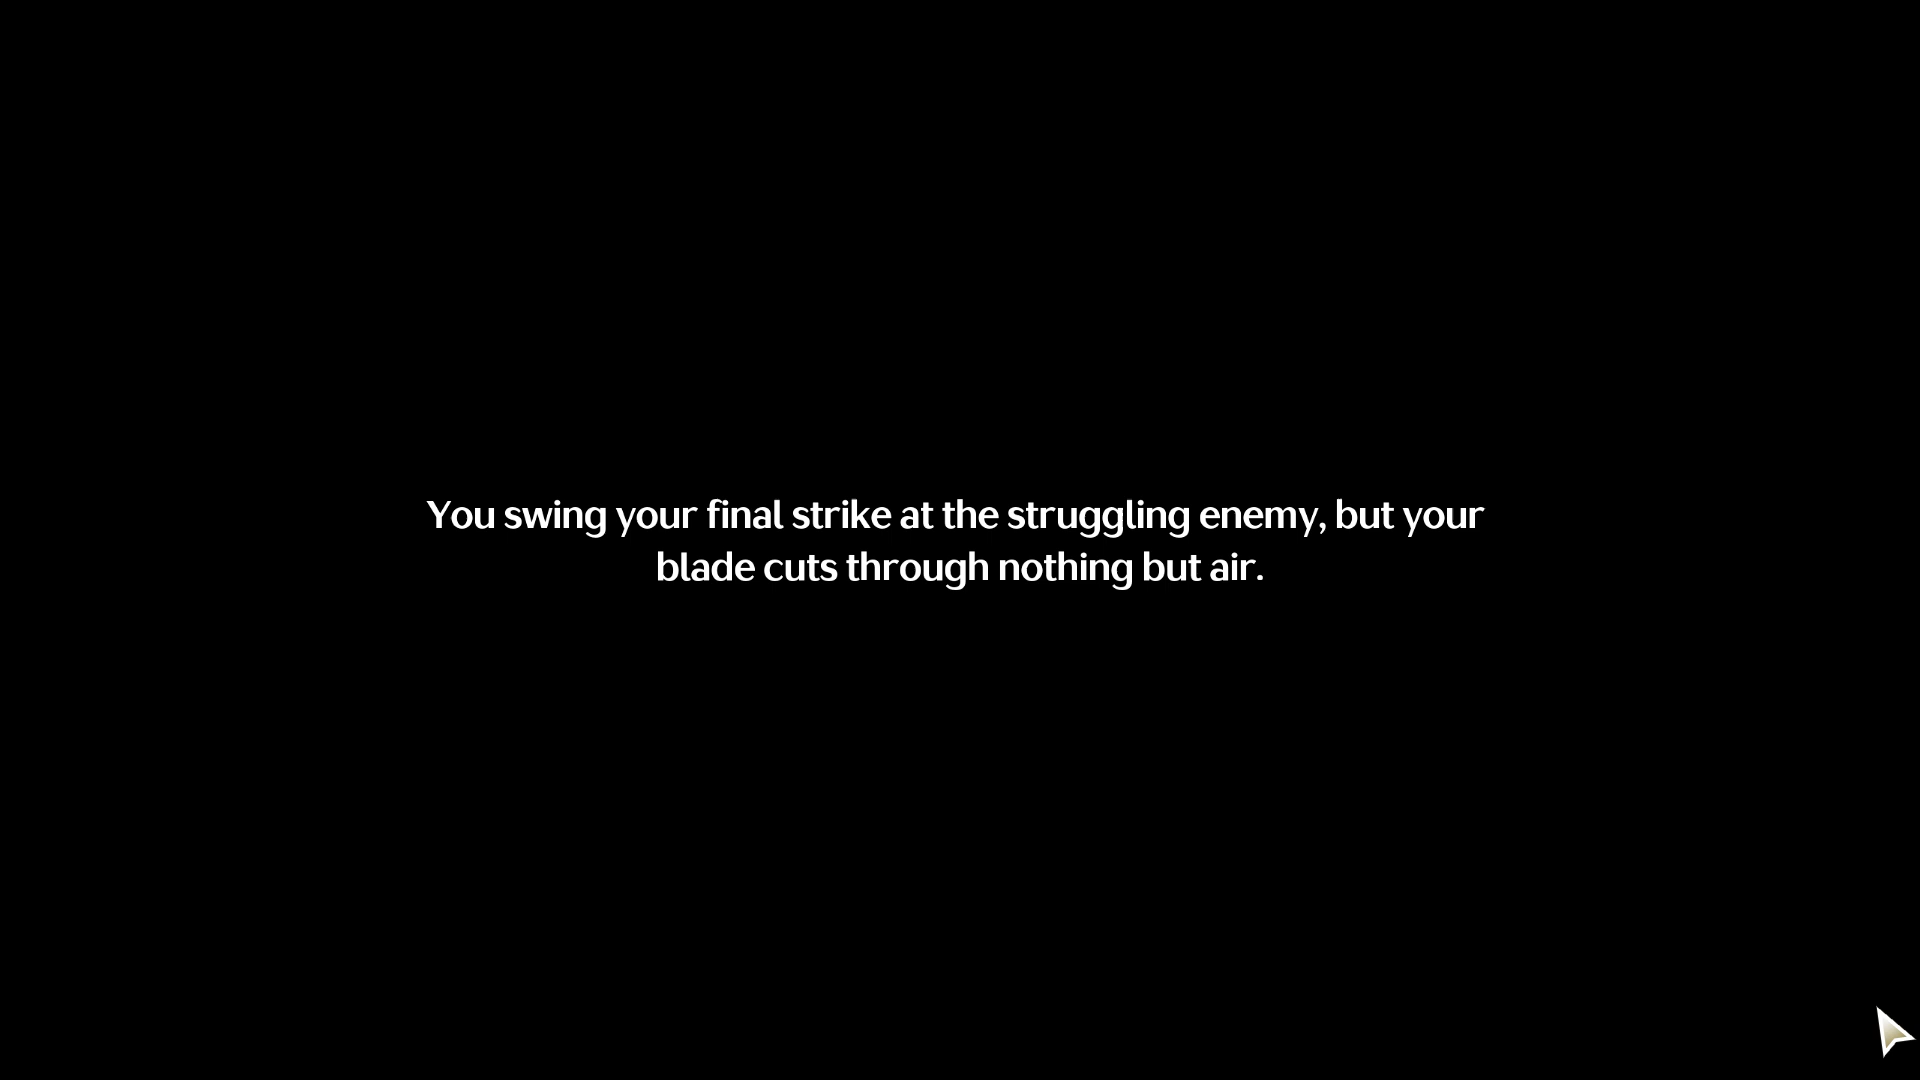 You swing your final strike at the struggling enemy, but your
blade cuts through nothing but air.